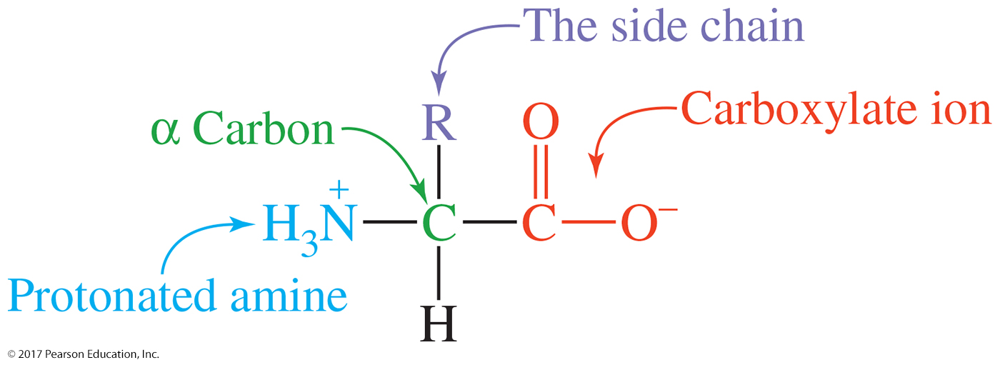 The side chain
Carboxylate ion
α Carbon
R
O
+
H₃N
C
C
O⁻
Protonated amine
H
© 2017 Pearson Education, Inc.